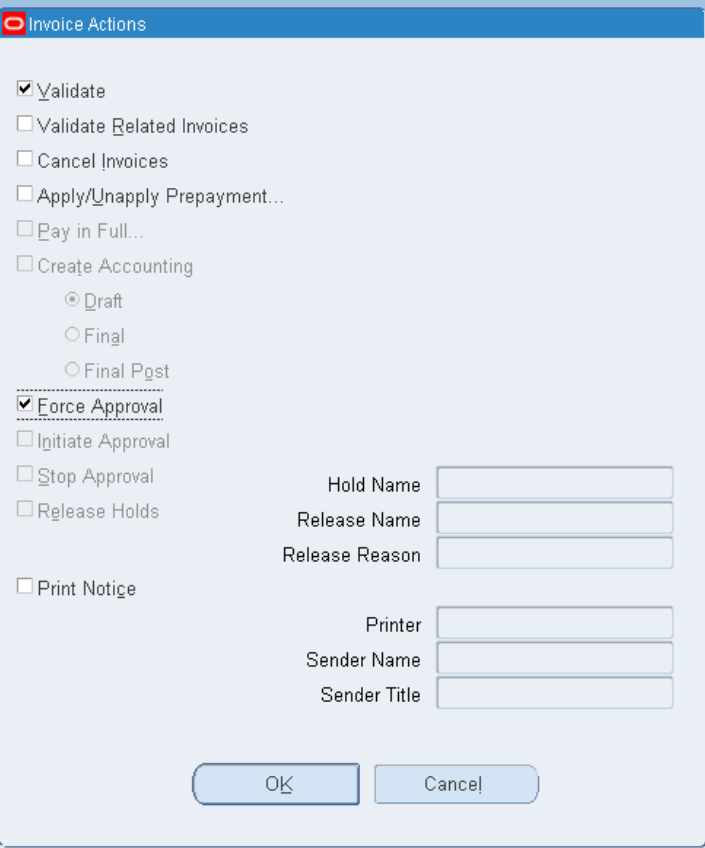 Invoice Actions
Validate
Validate Related Invoices
Cancel Invoices
Apply/Unapply Prepayment...
Pay in Full...
Create Accounting
Draft
Final
Final Post
Force Approval
Initiate Approval
Stop Approval
Release Holds
Hold Name
Release Name
Release Reason
Print Notice
Printer
Sender Name
Sender Title
OK
Cancel